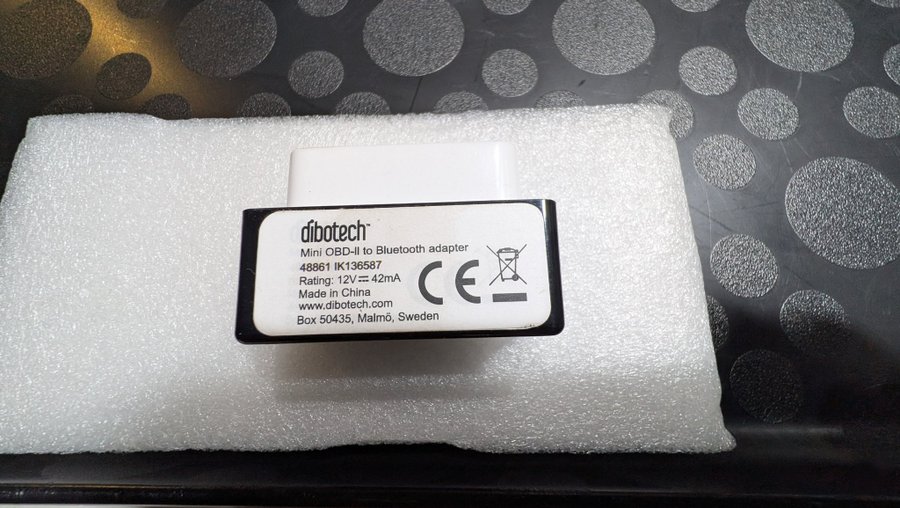 dibotech™
Mini OBD-II to Bluetooth adapter
48861 IK136587
Rating: 12V⎓ 42mA
Made in China
www.dibotech.com
Box 50435, Malmö, Sweden
CE